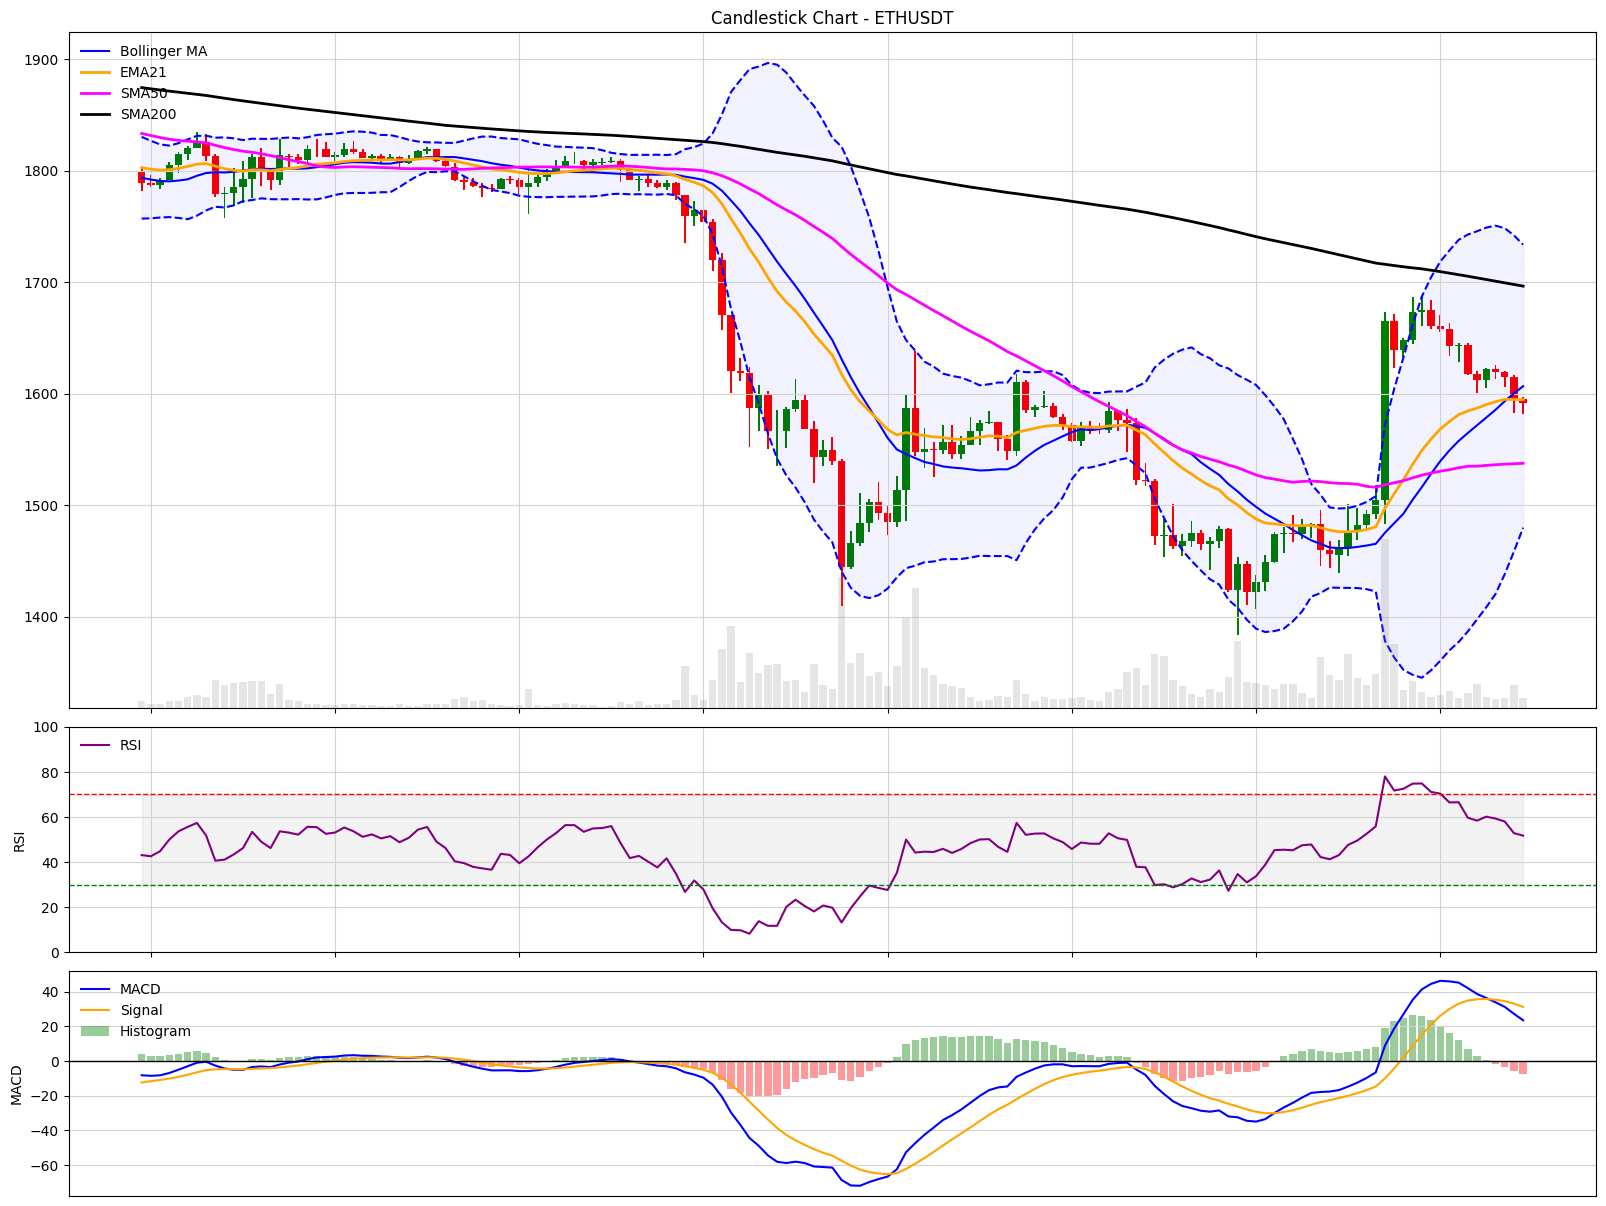 Candlestick Chart - ETHUSDT
Bollinger MA
EMA21
SMA50
SMA200
1900
1800
1700
1600
1500
1400
RSI
100
80
60
40
20
0
RSI
MACD
Signal
Histogram
40
20
0
−20
−40
−60
MACD